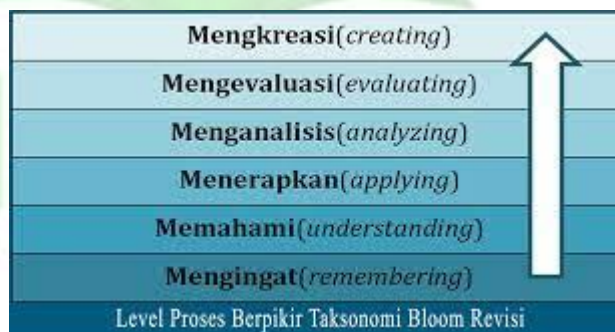 Mengkreasi(creating)
Mengevaluasi(evaluating)
Menganalisis(analyzing)
Menerapkan(applying)
Memahami(understanding)
Mengingat(remembering)
Level Proses Berpikir Taksonomi Bloom Revisi